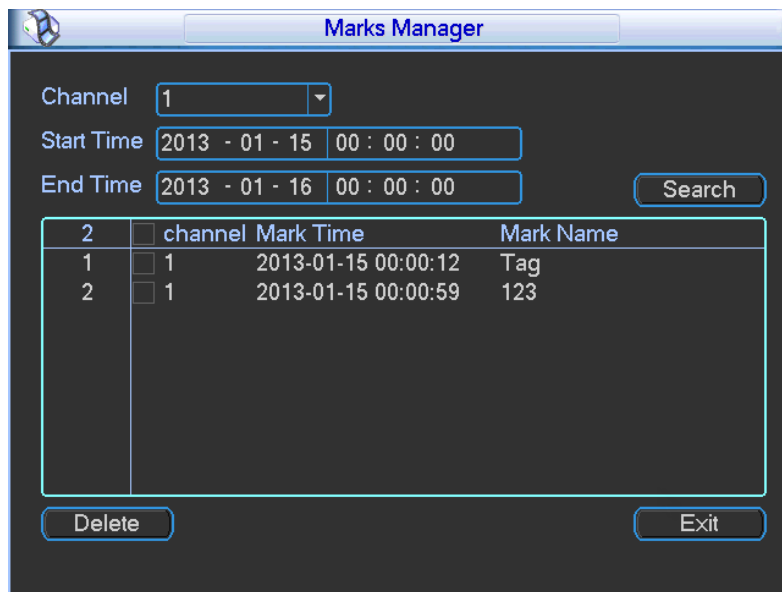 Marks Manager
Channel 1
Start Time 2013 - 01 - 15 00 : 00 : 00
End Time 2013 - 01 - 16 00 : 00 : 00
Search
2 channel Mark Time Mark Name
1 1 2013-01-15 00:00:12 Tag
2 1 2013-01-15 00:00:59 123
Delete Exit